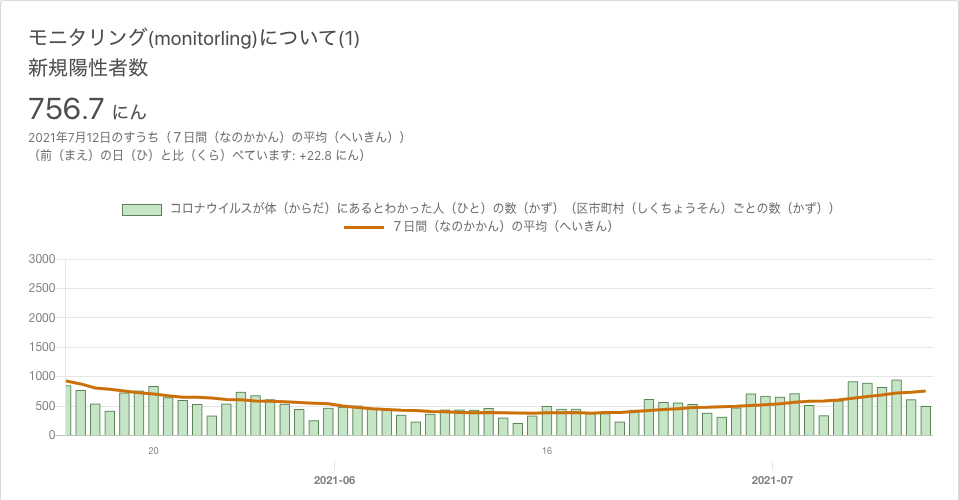 モニタリング(monitorling)について(1)
新規陽性者数
756.7 にん
2021年7月12日のすうち（７日間（なのかかん）の平均（へいきん））
（前（まえ）の日（ひ）と比（くら）べています: +22.8 にん）
コロナウイルスが体（からだ）にあるとわかった人（ひと）の数（かず）（区市町村（しくちょうそん）ごとの数（かず））
７日間（なのかかん）の平均（へいきん）
3000
2500
2000
1500
1000
500
0
20
16
2021-06
2021-07